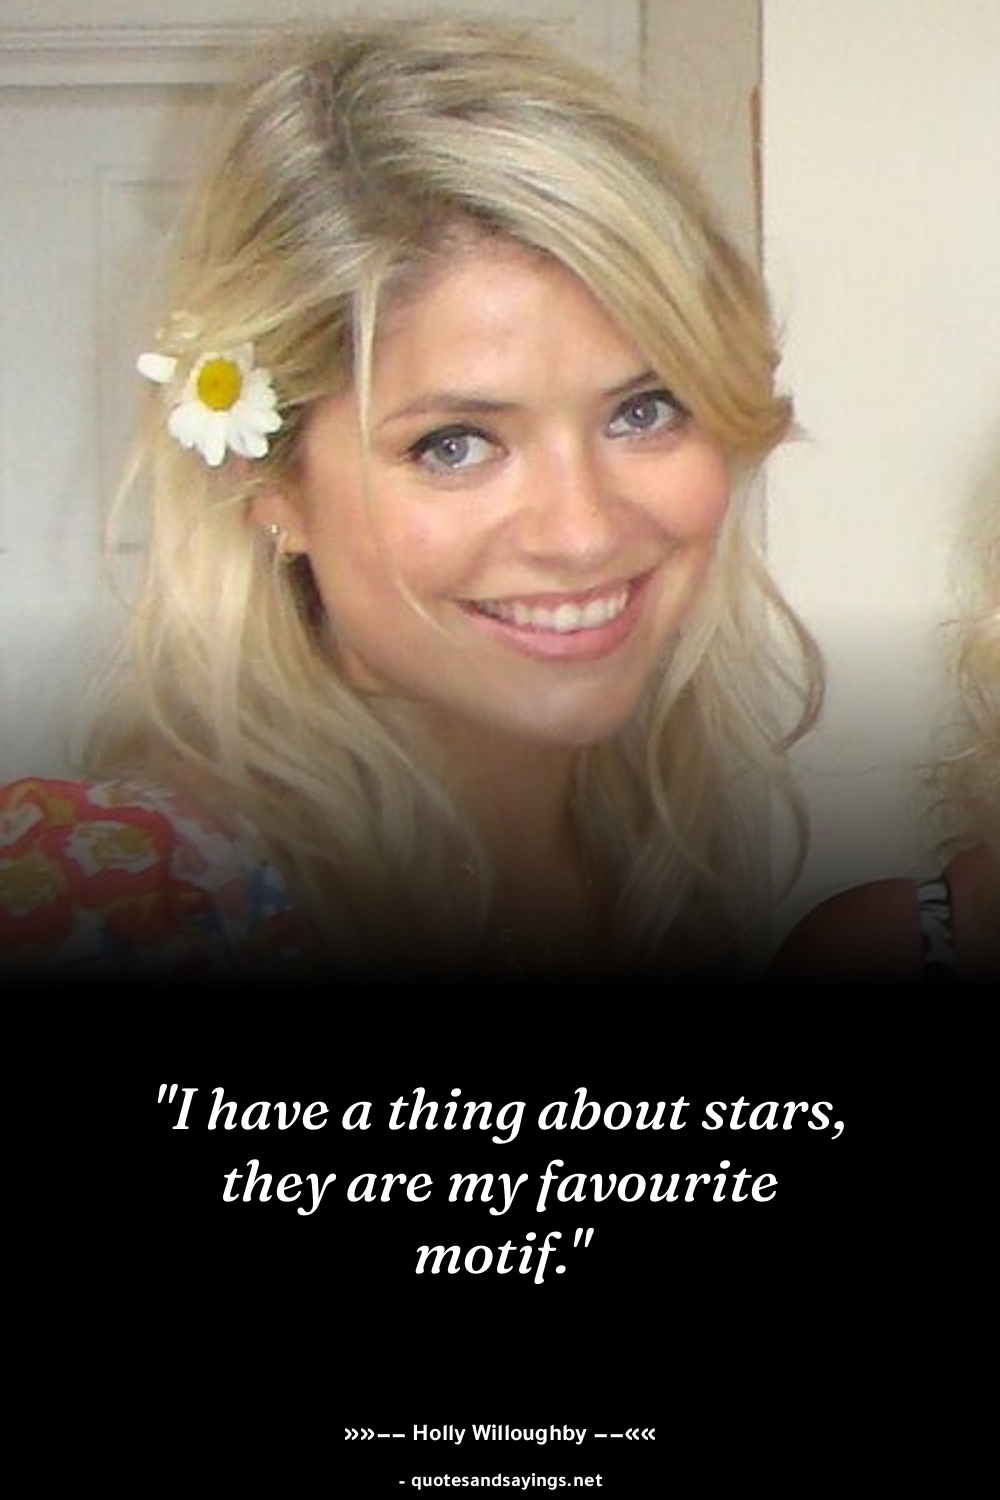 "I have a thing about stars,
they are my favourite
motif."
»»−− Holly Willoughby −−««
- quotesandsayings.net